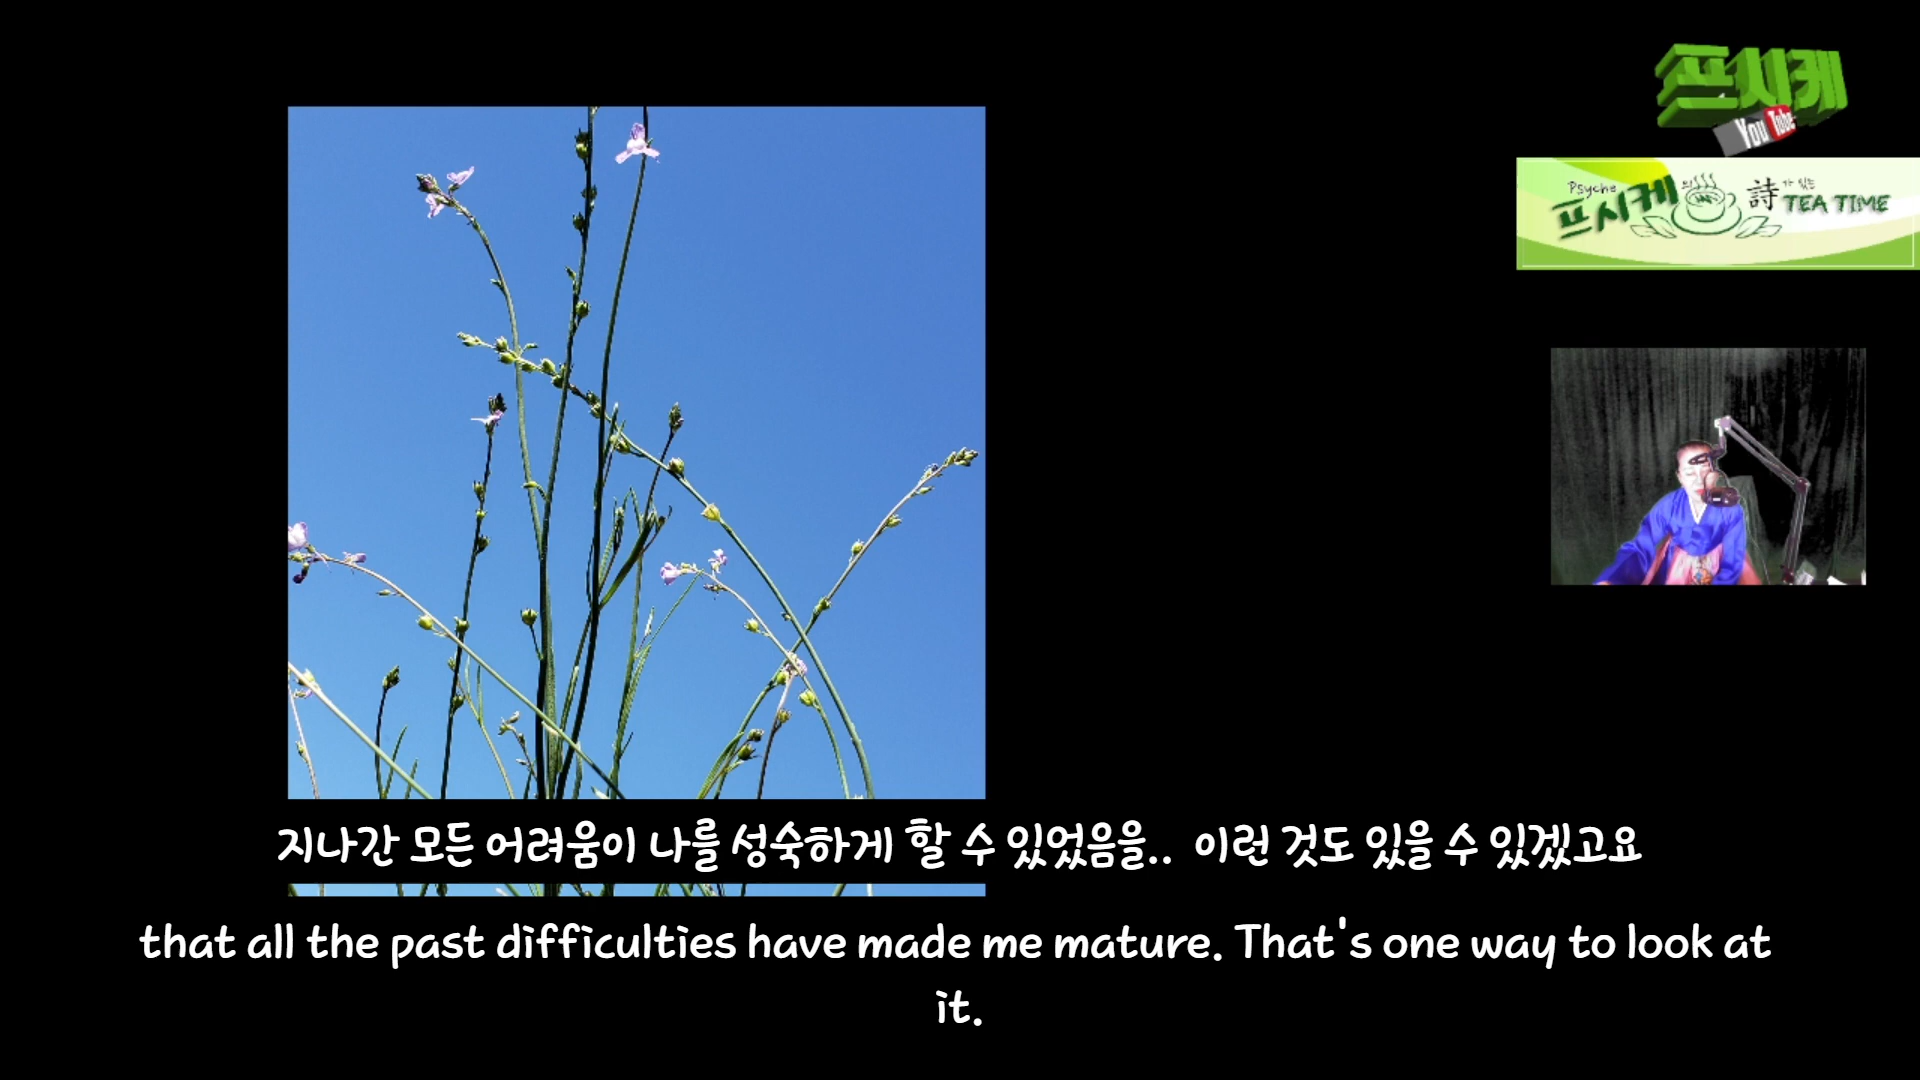 프시케
YouTube
Psyche
프시케의 詩가 있는 TEA TIME
지나간 모든 어려움이 나를 성숙하게 할 수 있었음을.. 이런 것도 있을 수 있겠고요
that all the past difficulties have made me mature. That's one way to look at
it.